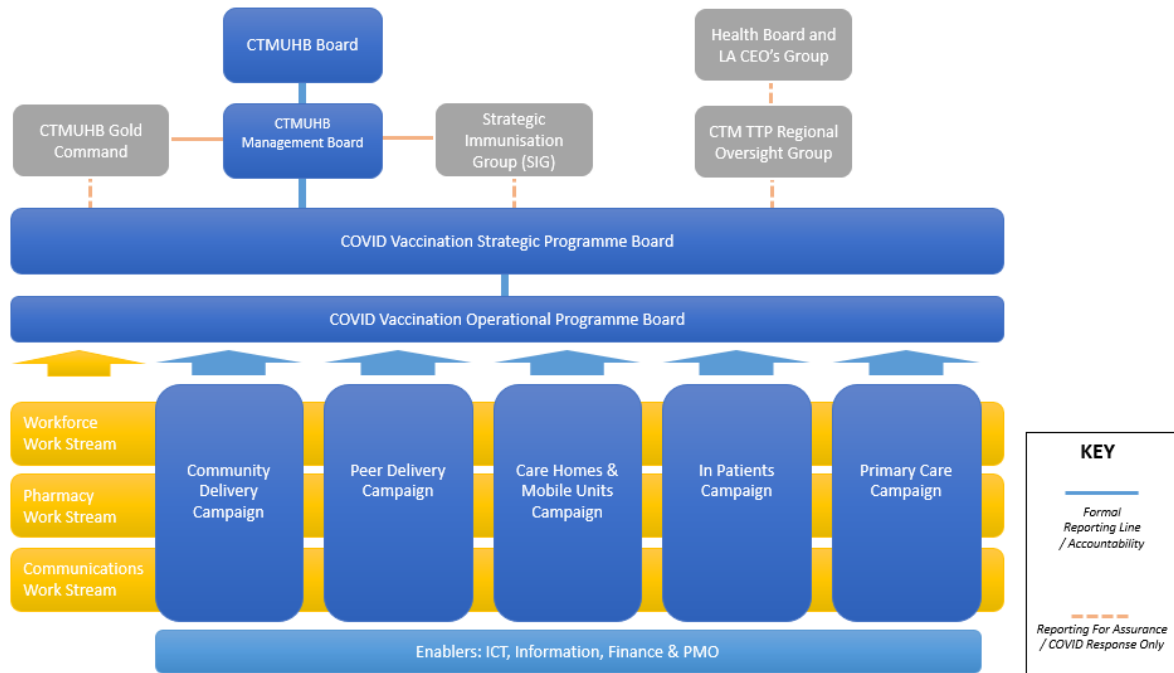 CTMUHB Board
Health Board and
LA CEO's Group
CTMUHB Gold
Command
CTMUHB
Management Board
Strategic
Immunisation
Group (SIG)
CTM TTP Regional
Oversight Group
COVID Vaccination Strategic Programme Board
COVID Vaccination Operational Programme Board
Workforce
Work Stream
Pharmacy
Work Stream
Communications
Work Stream
Community
Delivery
Campaign
Peer Delivery
Campaign
Care Homes &
Mobile Units
Campaign
In Patients
Campaign
Primary Care
Campaign
Enablers: ICT, Information, Finance & PMO
KEY
Formal
Reporting Line
/ Accountability
Reporting For Assurance
/ COVID Response Only